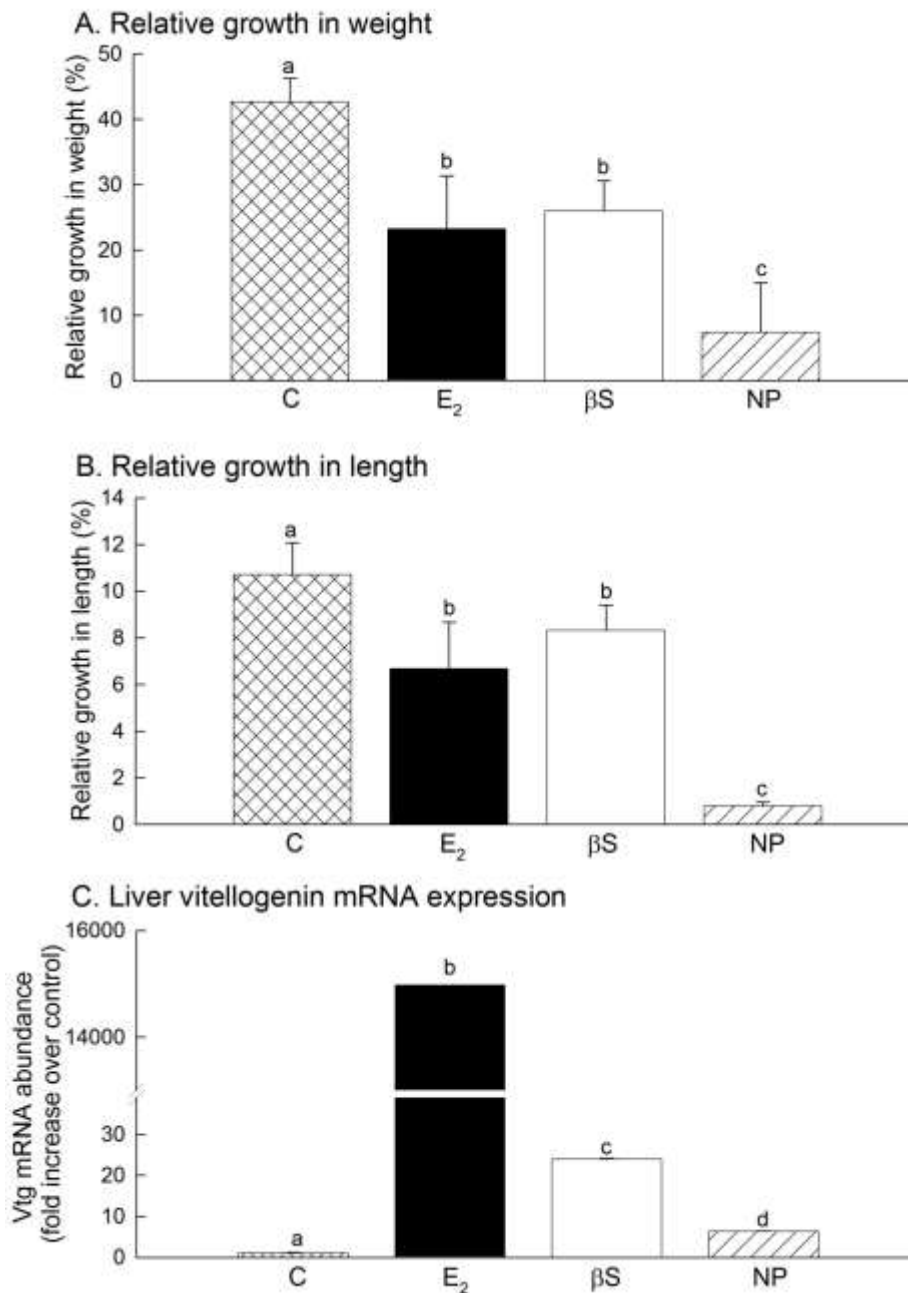 A. Relative growth in weight
Relative growth in weight (%)
50
40
30
20
10
0
a
b
b
c
C
E₂
βS
NP
B. Relative growth in length
Relative growth in length (%)
14
12
10
8
6
4
2
0
a
b
b
c
C
E₂
βS
NP
C. Liver vitellogenin mRNA expression
Vtg mRNA abundance
(fold increase over control)
16000
14000
30
20
10
0
a
b
c
d
C
E₂
βS
NP